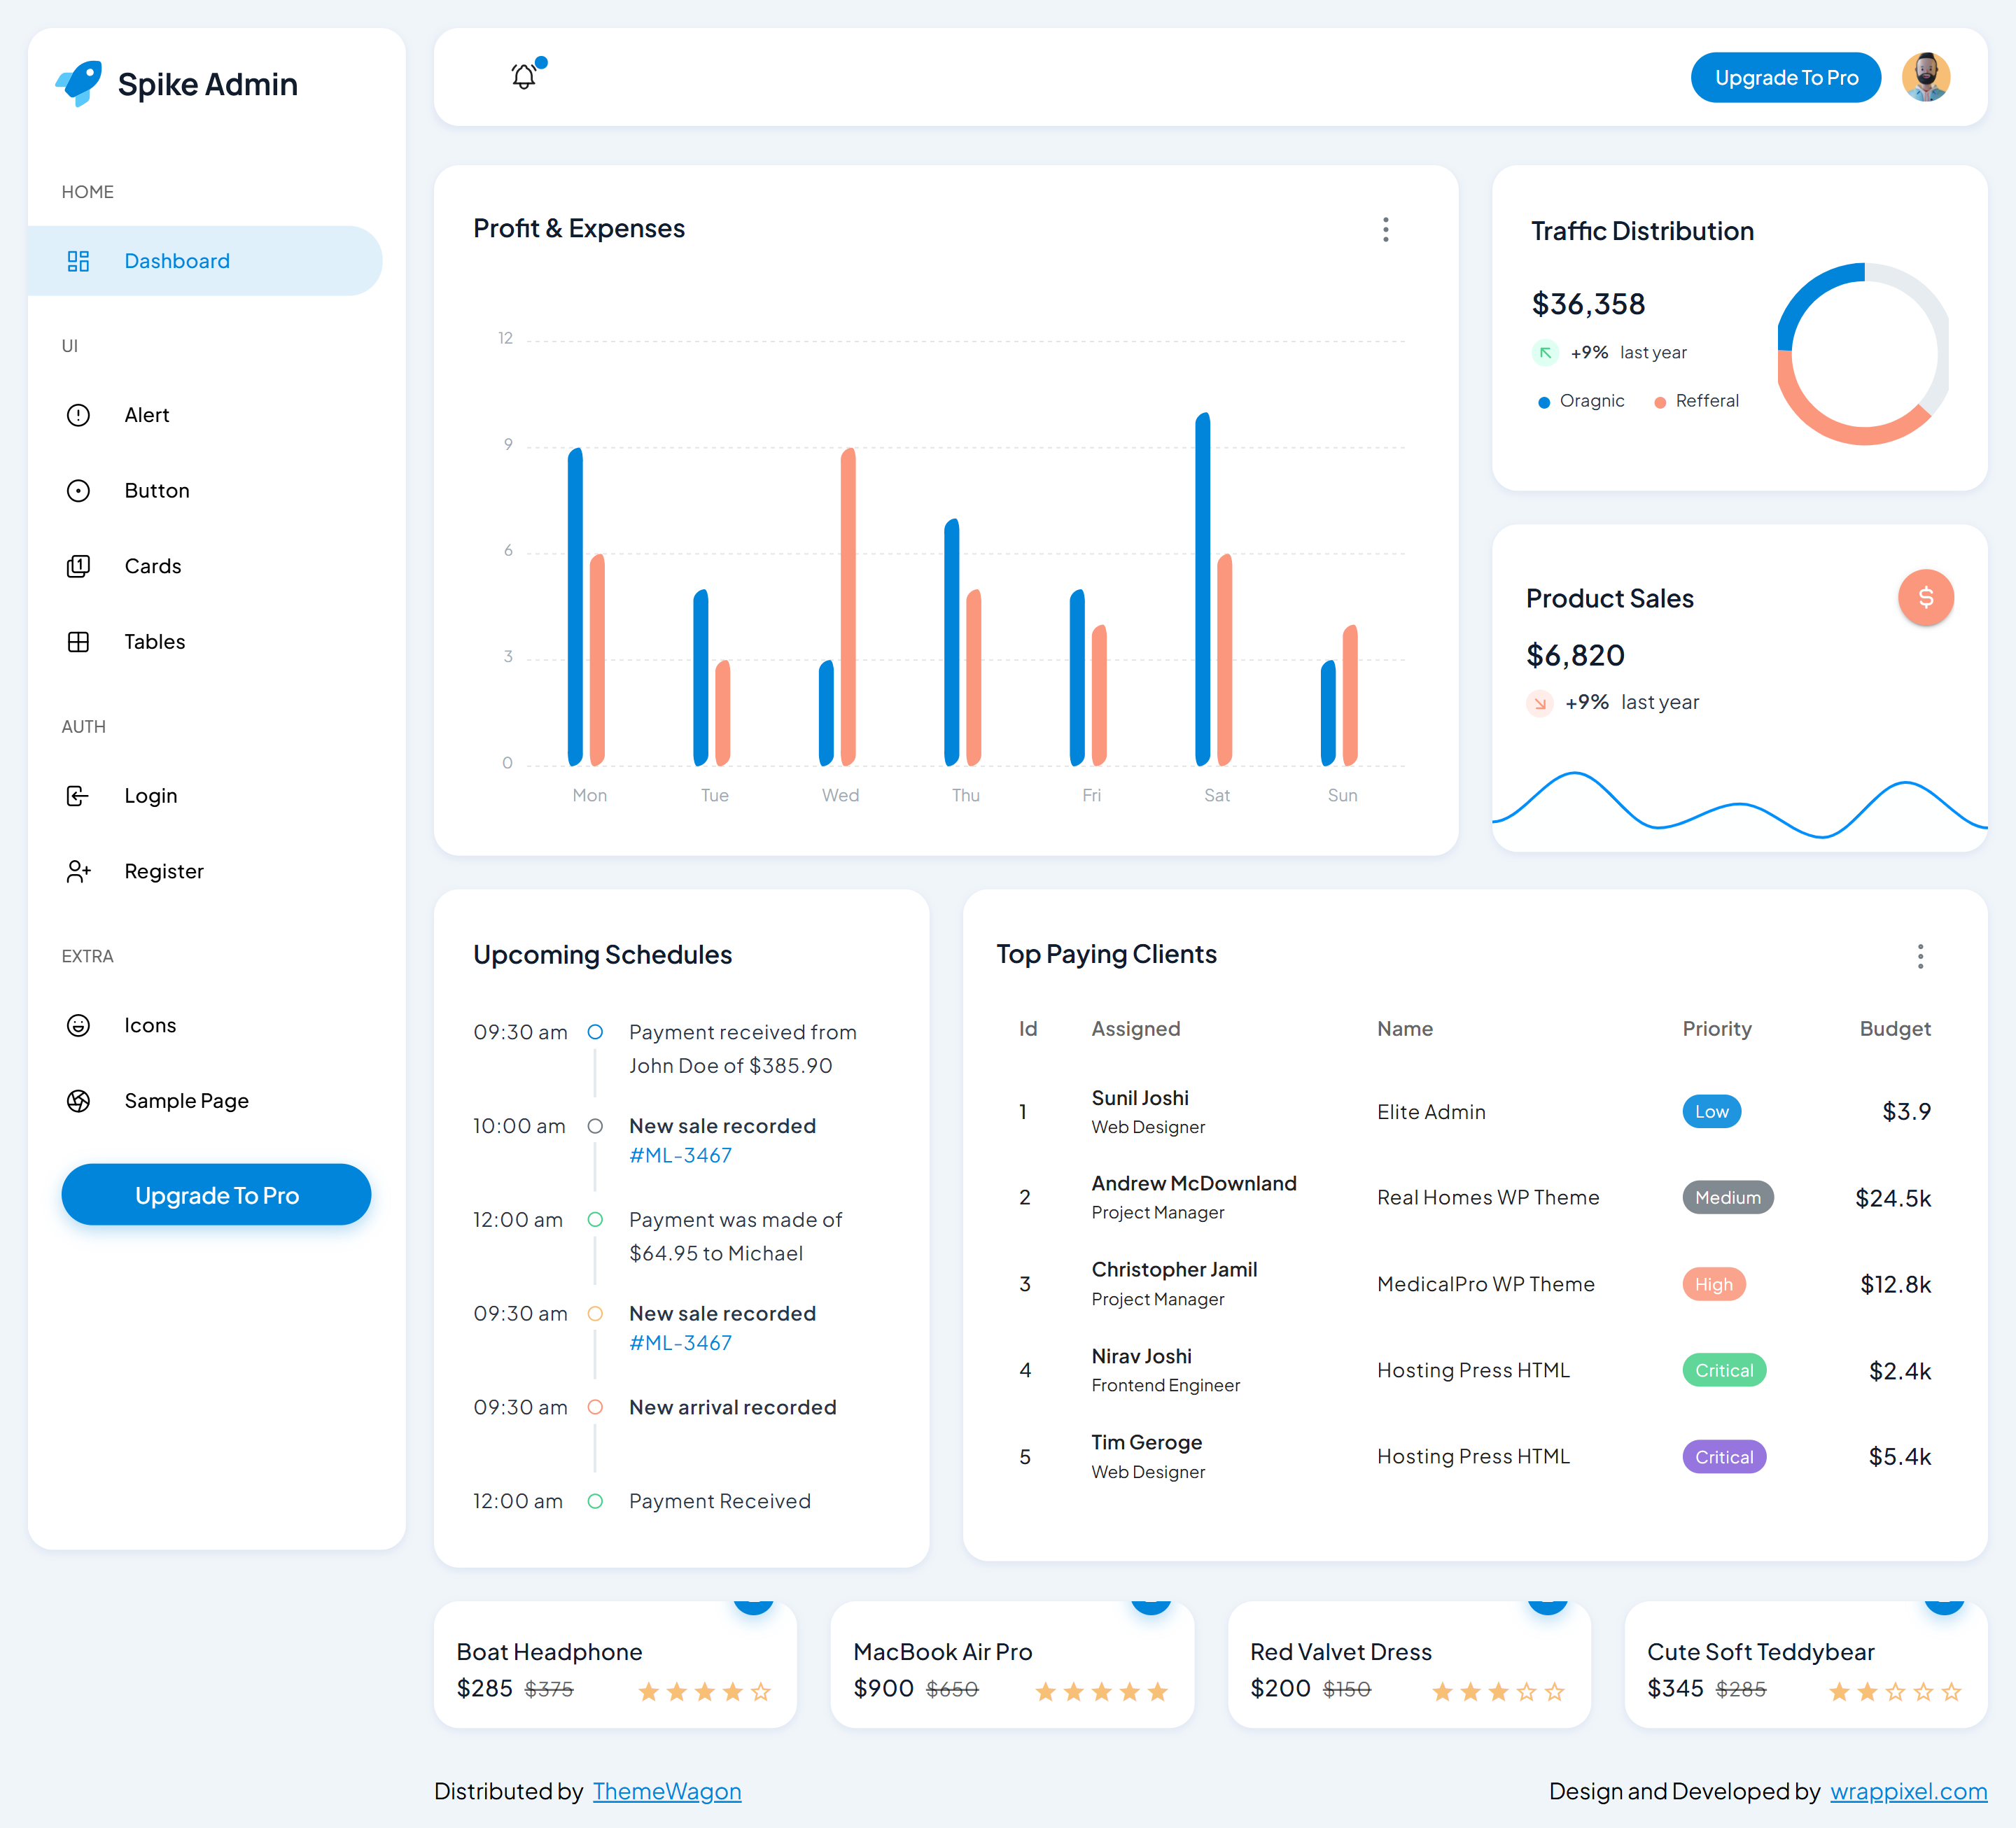 Spike Admin
HOME
Dashboard
UI
Alert
Button
Cards
Tables
AUTH
Login
Register
EXTRA
Icons
Sample Page
Upgrade To Pro
Upgrade To Pro
Profit & Expenses
12
9
6
3
0
Mon Tue Wed Thu Fri Sat Sun
Traffic Distribution
$36,358
+9% last year
Oragnic Refferal
Product Sales
$
$6,820
+9% last year
Upcoming Schedules
09:30 am Payment received from
John Doe of $385.90
10:00 am New sale recorded
#ML-3467
12:00 am Payment was made of
$64.95 to Michael
09:30 am New sale recorded
#ML-3467
09:30 am New arrival recorded
12:00 am Payment Received
Top Paying Clients
Id Assigned Name Priority Budget
1 Sunil Joshi Elite Admin Low $3.9
Web Designer
2 Andrew McDownland Real Homes WP Theme Medium $24.5k
Project Manager
3 Christopher Jamil MedicalPro WP Theme High $12.8k
Project Manager
4 Nirav Joshi Hosting Press HTML Critical $2.4k
Frontend Engineer
5 Tim Geroge Hosting Press HTML Critical $5.4k
Web Designer
Boat Headphone
$285 $375
MacBook Air Pro
$900 $650
Red Valvet Dress
$200 $150
Cute Soft Teddybear
$345 $285
Distributed by ThemeWagon
Design and Developed by wrappixel.com